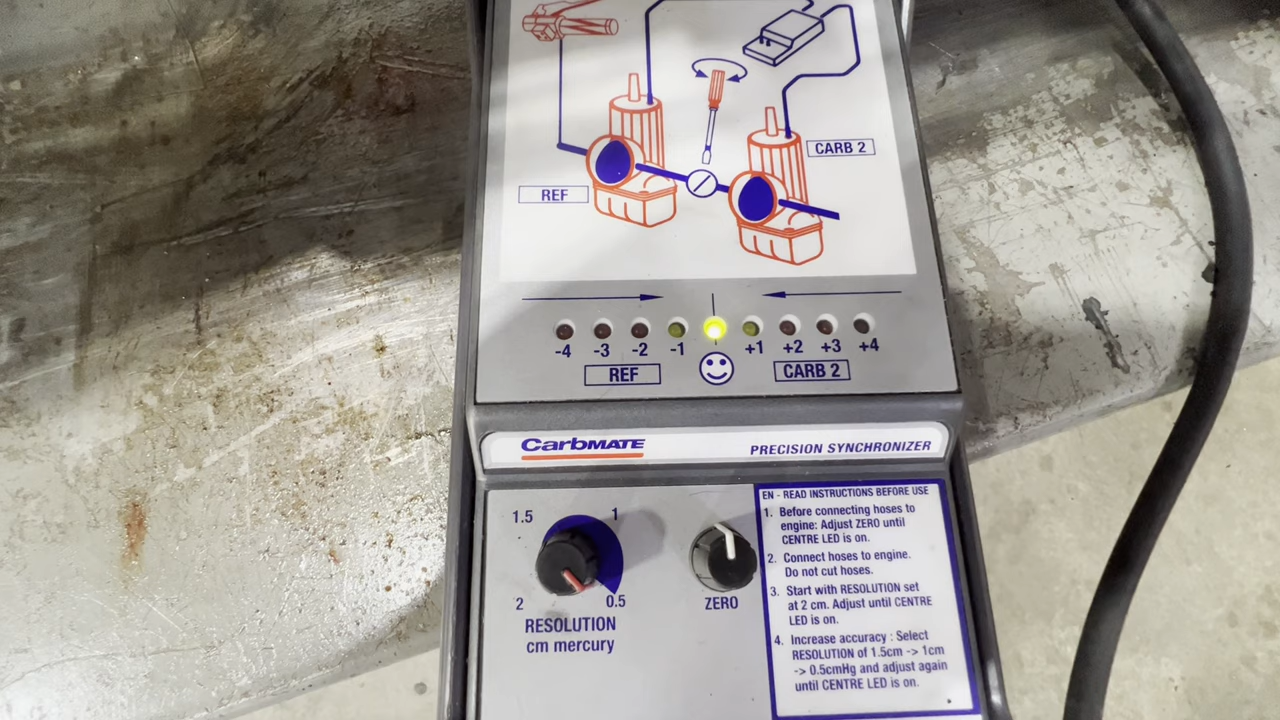 CARB 2
REF
-4 -3 -2 -1 +1 +2 +3 +4
REF CARB 2
CarbMATE PRECISION SYNCHRONIZER
1.5 1
2 0.5
RESOLUTION
cm mercury
ZERO
EN - READ INSTRUCTIONS BEFORE USE
1. Before connecting hoses to
engine: Adjust ZERO until
CENTRE LED is on.
2. Connect hoses to engine.
Do not cut hoses.
3. Start with RESOLUTION set
at 2 cm. Adjust until CENTRE
LED is on.
4. Increase accuracy : Select
RESOLUTION of 1.5cm -> 1cm
-> 0.5cmHg and adjust again
until CENTRE LED is on.